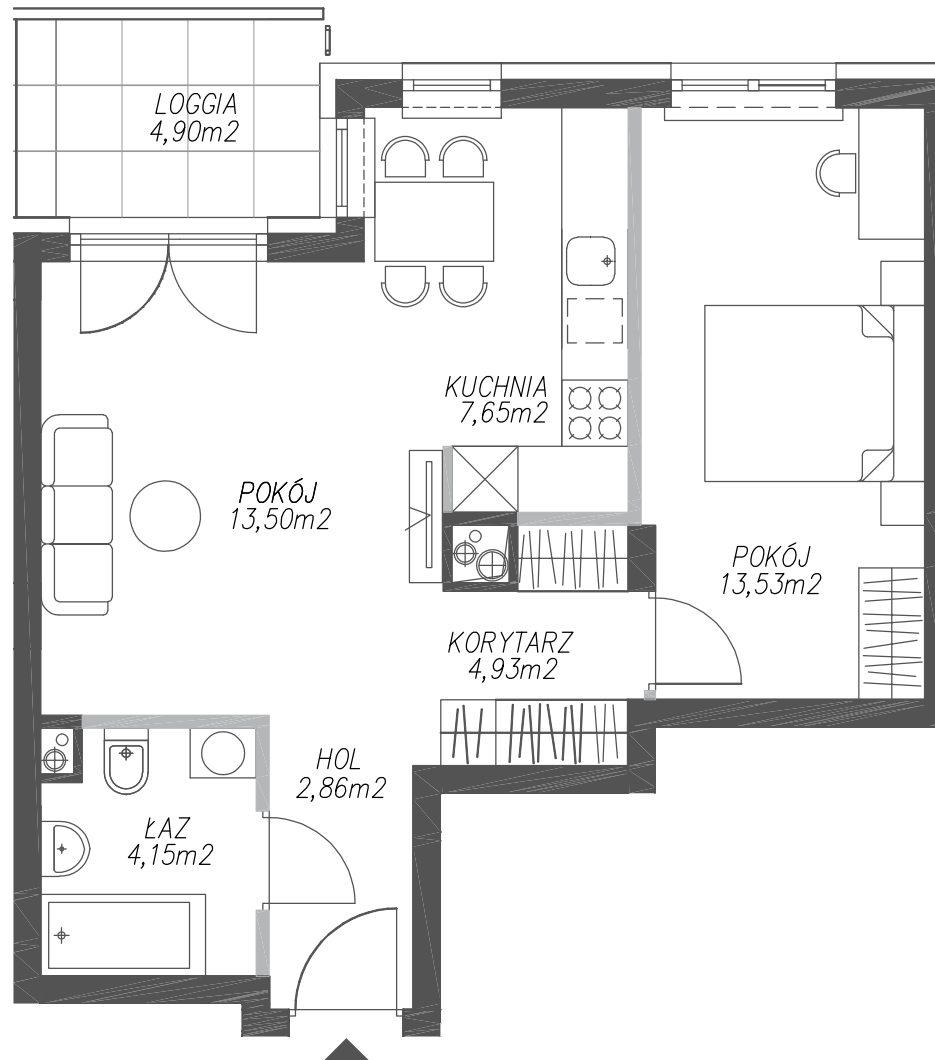 LOGGIA
4,90m2
KUCHNIA
7,65m2
POKÓJ
13,50m2
POKÓJ
13,53m2
KORYTARZ
4,93m2
HOL
2,86m2
ŁAZ
4,15m2